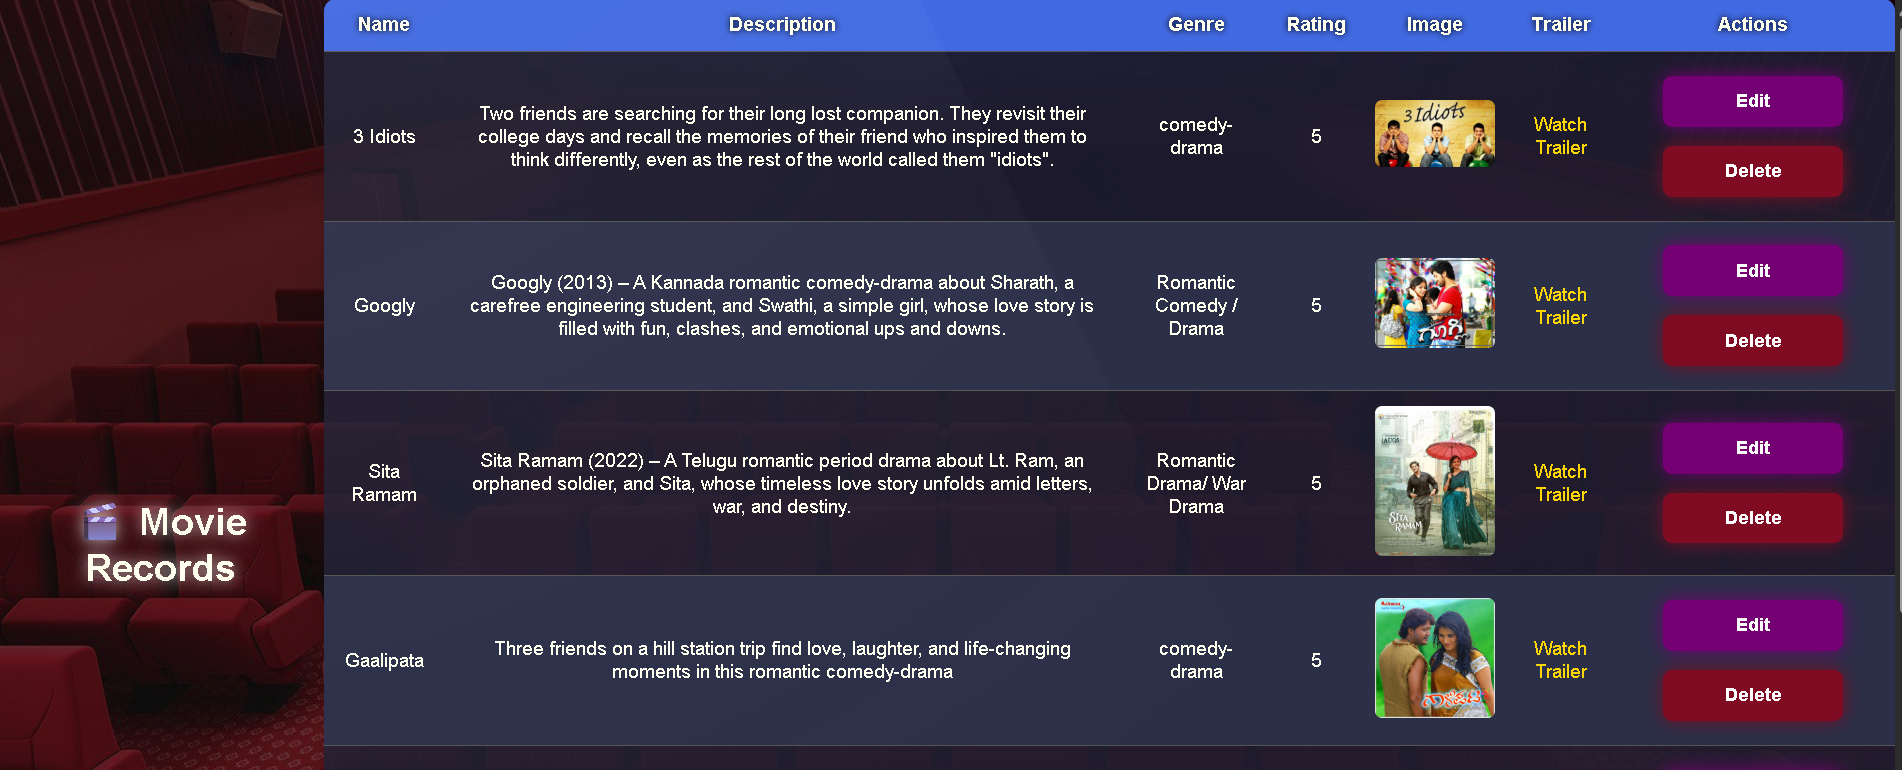 Name Description Genre Rating Image Trailer Actions
3 Idiots
Two friends are searching for their long lost companion. They revisit their
college days and recall the memories of their friend who inspired them to
think differently, even as the rest of the world called them "idiots".
comedy-
drama
5
3 Idiots
Watch
Trailer
Edit
Delete
Googly
Googly (2013) – A Kannada romantic comedy-drama about Sharath, a
carefree engineering student, and Swathi, a simple girl, whose love story is
filled with fun, clashes, and emotional ups and downs.
Romantic
Comedy /
Drama
5
ಗೂಗ್ಲಿ
Watch
Trailer
Edit
Delete
Sita
Ramam
Sita Ramam (2022) – A Telugu romantic period drama about Lt. Ram, an
orphaned soldier, and Sita, whose timeless love story unfolds amid letters,
war, and destiny.
Romantic
Drama/ War
Drama
5
SITA
RAMAM
Watch
Trailer
Edit
Delete
🎬 Movie
Records
Gaalipata
Three friends on a hill station trip find love, laughter, and life-changing
moments in this romantic comedy-drama
comedy-
drama
5
ಗಾಳಿಪಟ
Watch
Trailer
Edit
Delete